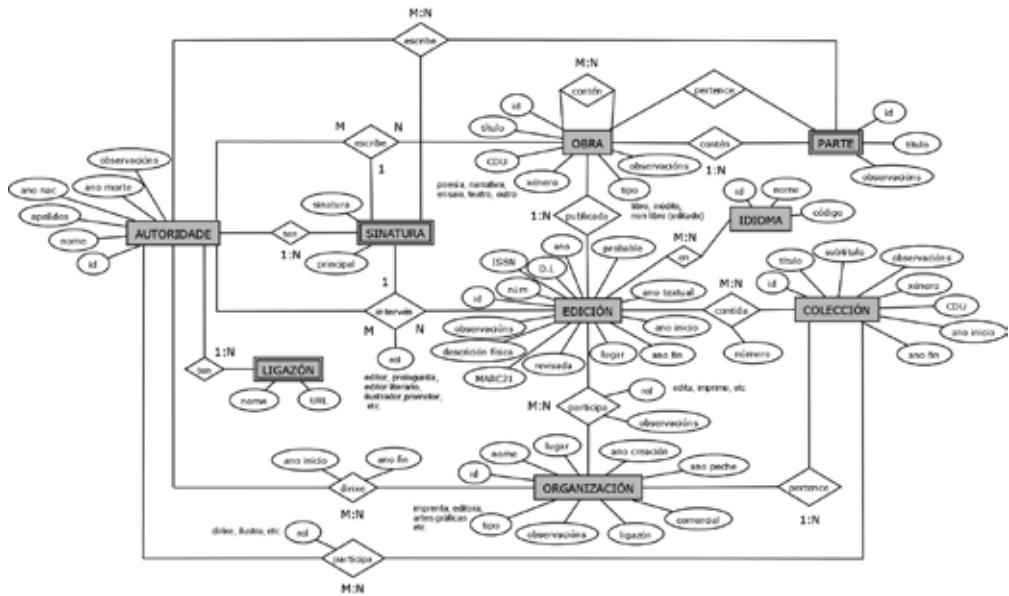 M:N
escribe
M:N
contén
pertence
id
título
CDU
xénero
OBRA
observacións
tipo
contén
1:N
id
PARTE
título
observacións
M
N
escribe
1
poesía, narrativa,
ensaio, teatro, outro
libro, inédito,
non libro (editado)
observacións
ano nac
ano morte
apelidos
AUTORIDADE
nome
id
ten
1:N
sinatura
SINATURA
principal
1:N
publicada
id
nome
código
IDIOMA
M:N
en
ano
probable
ISBN
D.L
núm
id
EDICIÓN
ano textual
observacións
descrición física
MARC21
revisada
lugar
ano inicio
ano fin
M:N
contida
número
título
subtítulo
observacións
id
xénero
COLECCIÓN
CDU
ano inicio
ano fin
1
M
N
rol
editor, prologuista,
editor literario,
ilustrador,promotor,
etc.
1:N
ten
LIGAZÓN
nome
URL
M:N
participa
rol
edita, imprime, etc
observacións
ano inicio
ano fin
dirixe
M:N
nome
lugar
ano creación
id
ano peche
ORGANIZACIÓN
imprenta, editora,
artes gráficas
etc.
tipo
observacións
ligazón
comercial
pertence
1:N
dirixe, ilustra, etc
rol
participa
M:N